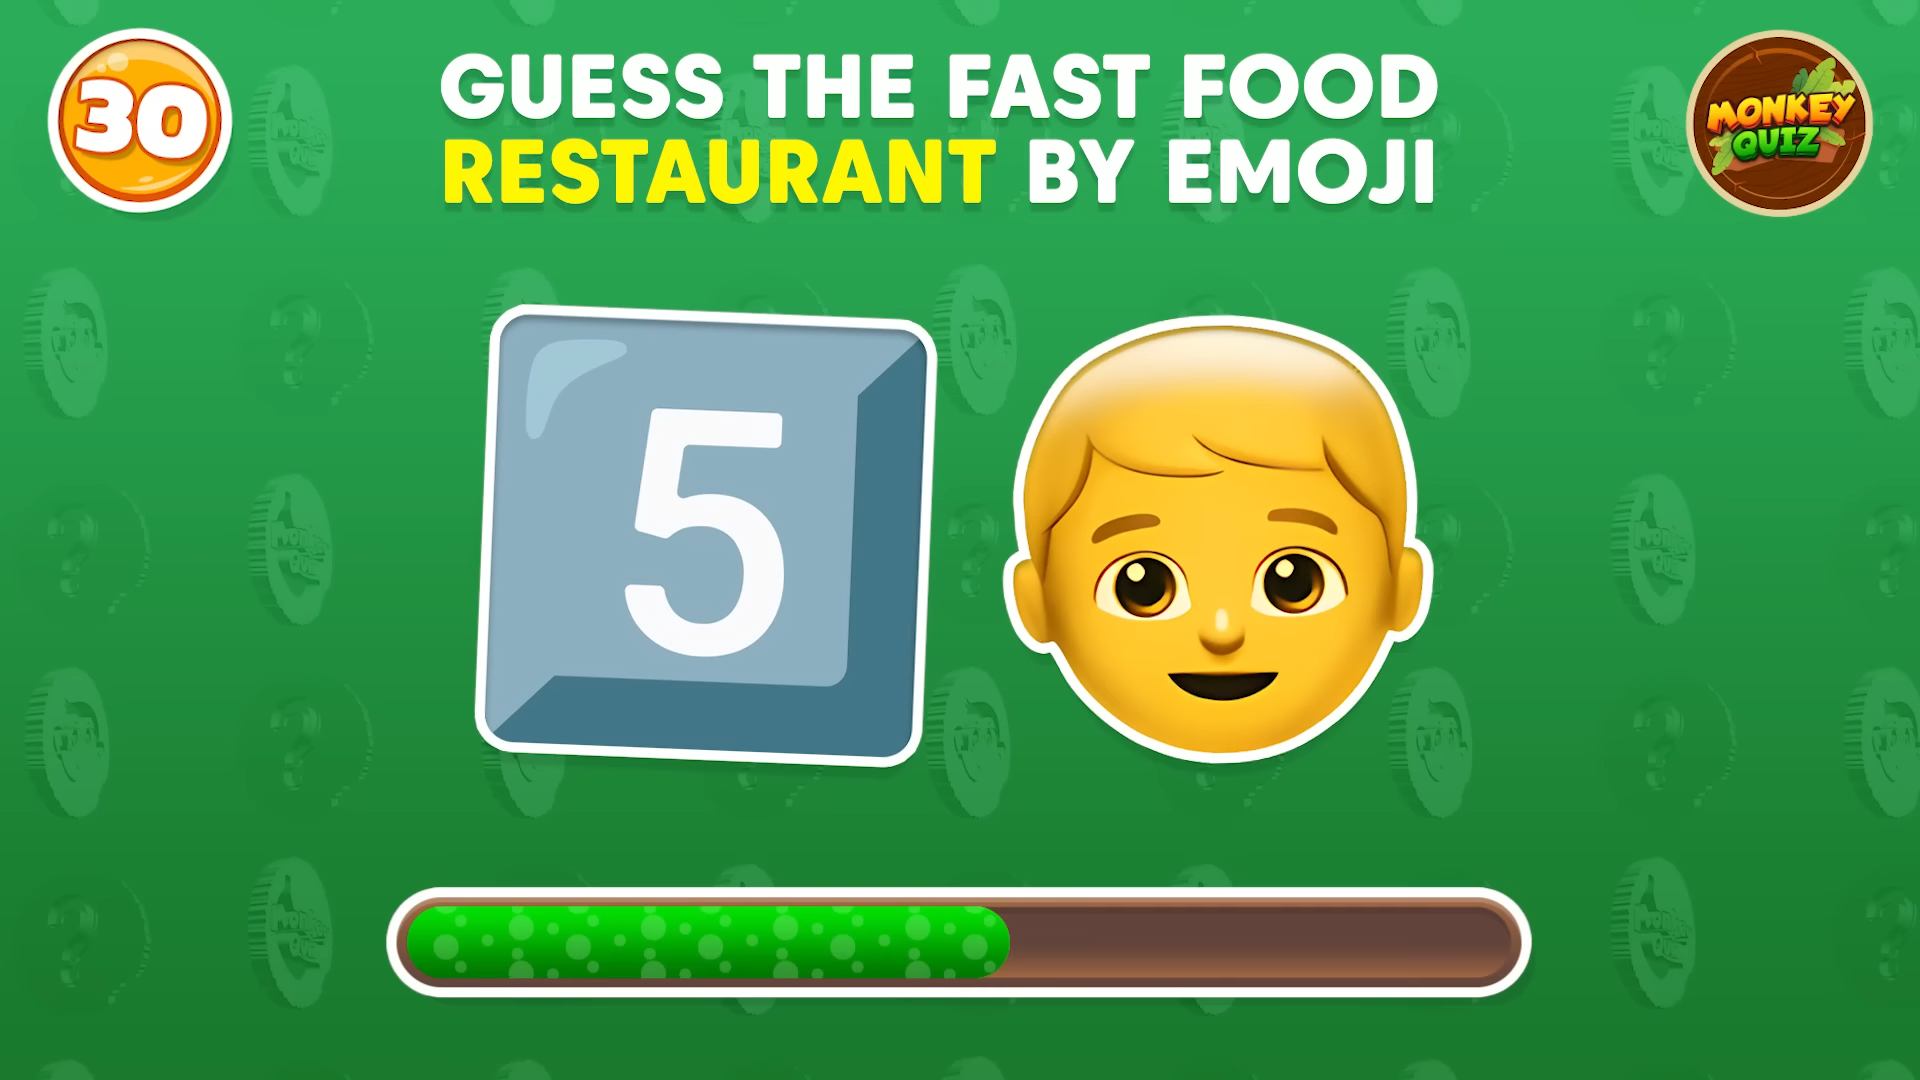 30
GUESS THE FAST FOOD
RESTAURANT BY EMOJI
MONKEY
QUIZ
5